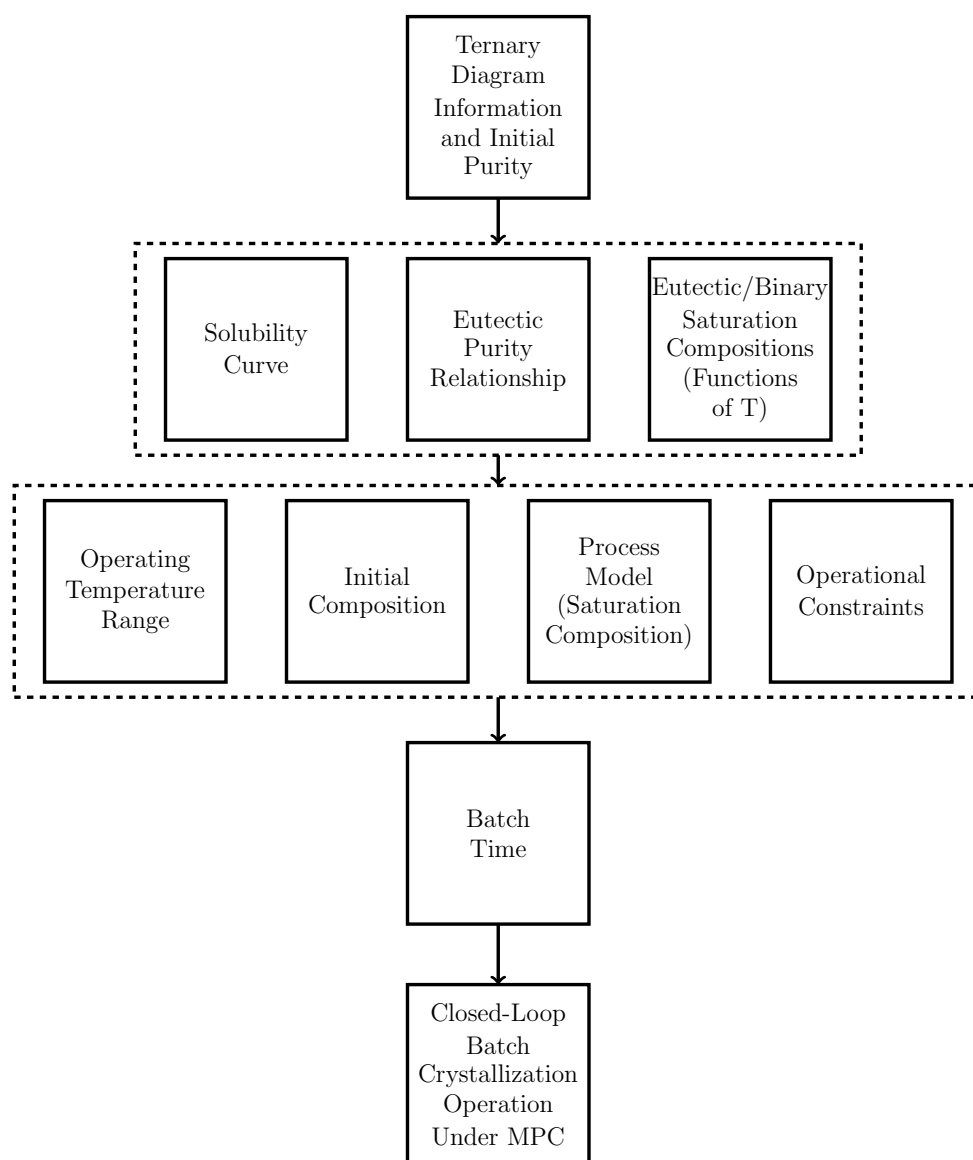 Ternary
Diagram
Information
and Initial
Purity
Solubility
Curve
Eutectic
Purity
Relationship
Eutectic/Binary
Saturation
Compositions
(Functions
of T)
Operating
Temperature
Range
Initial
Composition
Process
Model
(Saturation
Composition)
Operational
Constraints
Batch
Time
Closed-Loop
Batch
Crystallization
Operation
Under MPC